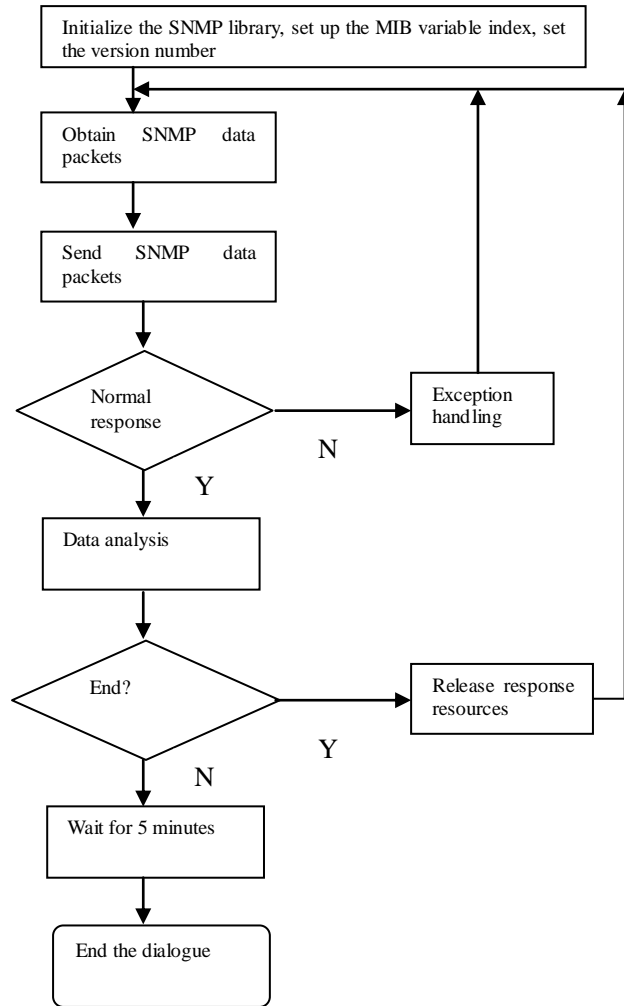 Initialize the SNMP library, set up the MIB variable index, set
the version number
Obtain SNMP data
packets
Send SNMP data
packets
Normal
response
Exception
handling
N
Y
Data analysis
End?
Release response
resources
Y
N
Wait for 5 minutes
End the dialogue